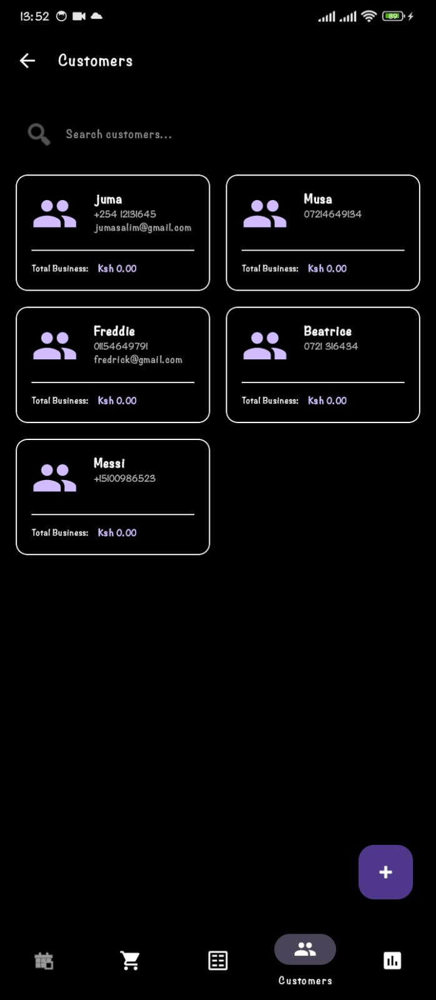 13:52
89
Customers
Search customers...
juma
+254 12131645
jumasalim@gmail.com
Total Business: Ksh 0.00
Musa
07214649134
Total Business: Ksh 0.00
Freddie
01154649791
fredrick@gmail.com
Total Business: Ksh 0.00
Beatrice
0721 316434
Total Business: Ksh 0.00
Messi
+15100986523
Total Business: Ksh 0.00
Customers